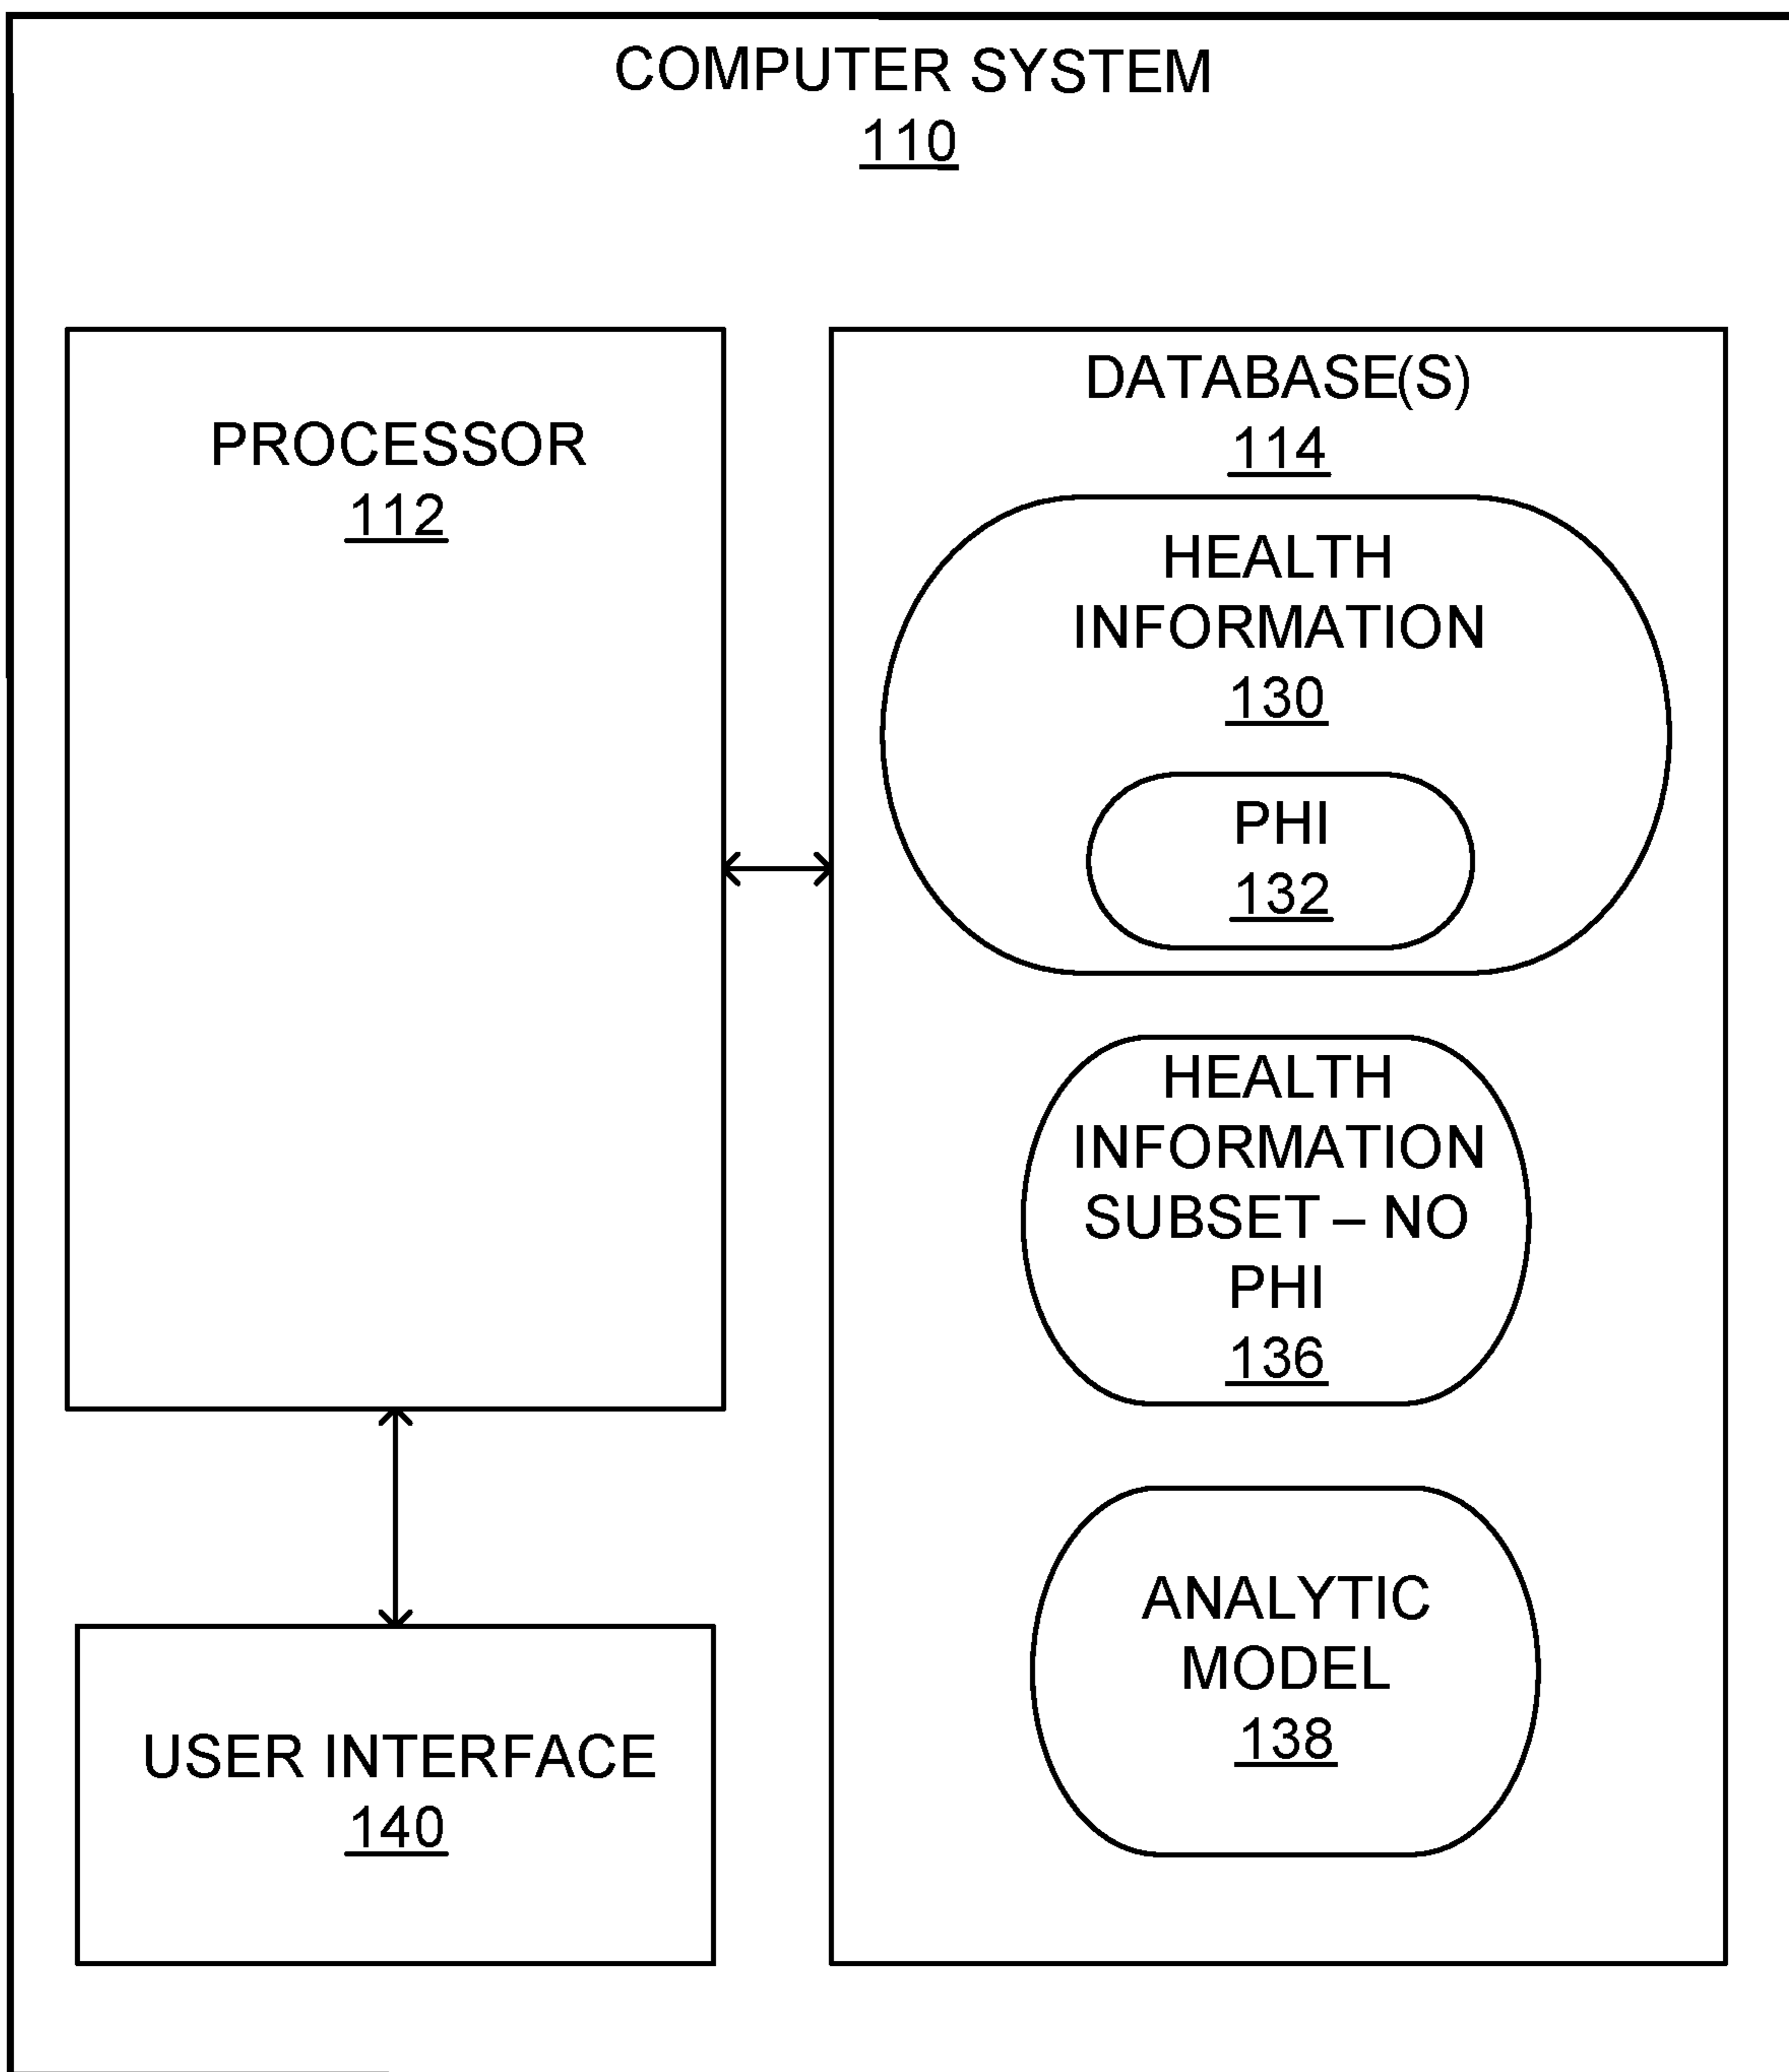 COMPUTER SYSTEM
110
PROCESSOR
112
DATABASE(S)
114
HEALTH
INFORMATION
130
PHI
132
HEALTH
INFORMATION
SUBSET – NO
PHI
136
ANALYTIC
MODEL
138
USER INTERFACE
140